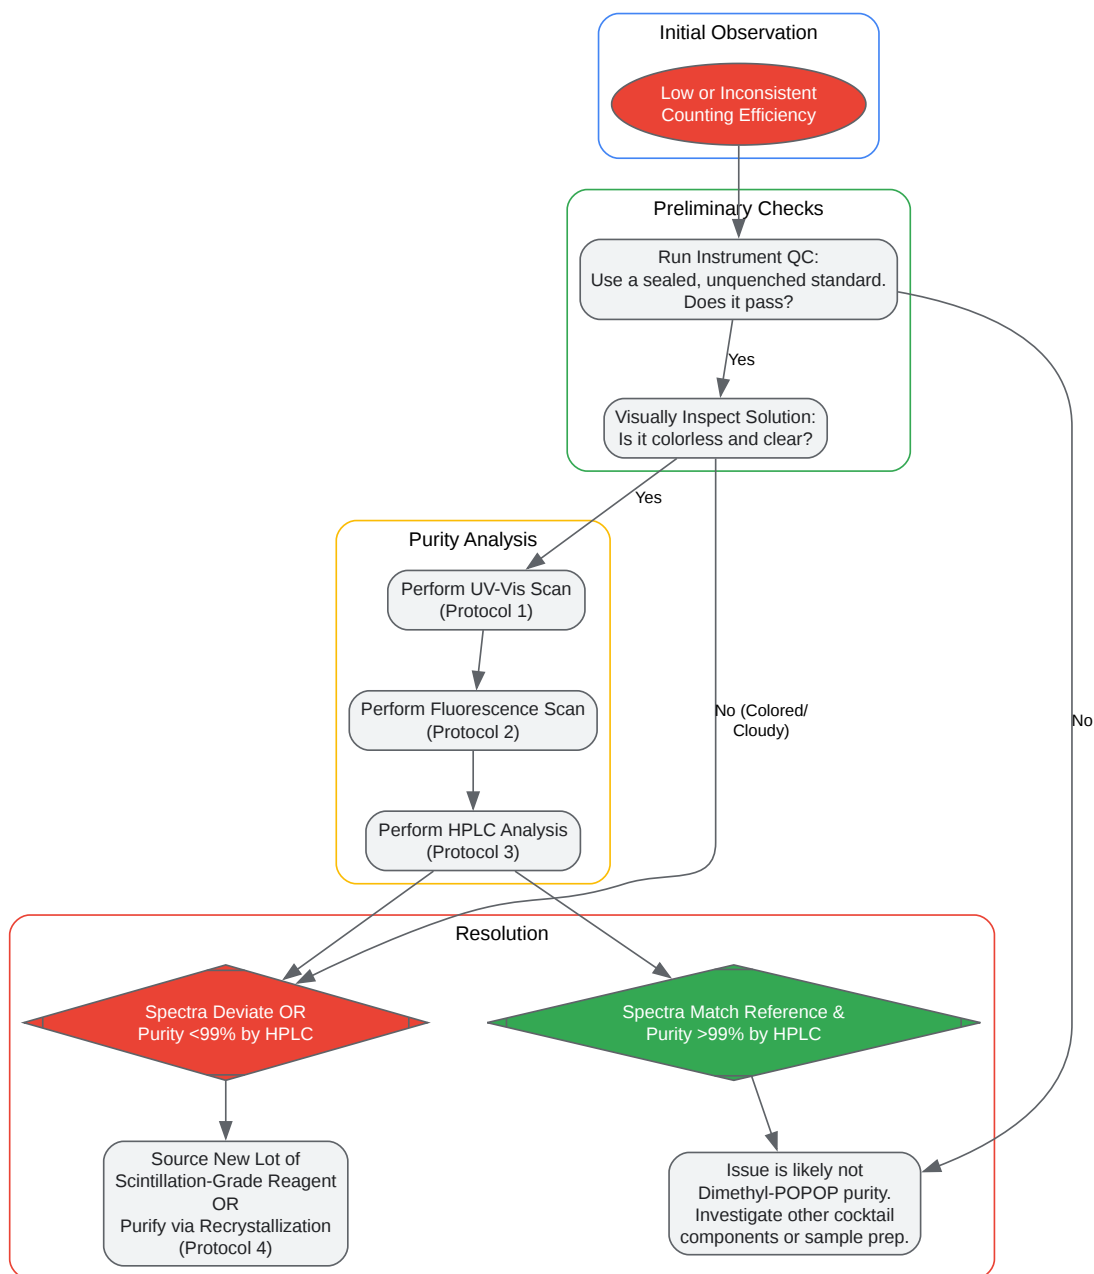 Initial Observation
Low or Inconsistent
Counting Efficiency
Preliminary Checks
Run Instrument QC:
Use a sealed, unquenched standard.
Does it pass?
Yes
Visually Inspect Solution:
Is it colorless and clear?
Yes
Purity Analysis
Perform UV-Vis Scan
(Protocol 1)
Perform Fluorescence Scan
(Protocol 2)
No (Colored/
Cloudy)
No
Perform HPLC Analysis
(Protocol 3)
Resolution
Spectra Deviate OR
Purity <99% by HPLC
Spectra Match Reference &
Purity >99% by HPLC
Source New Lot of
Scintillation-Grade Reagent
OR
Purify via Recrystallization
(Protocol 4)
Issue is likely not
Dimethyl-POPOP purity.
Investigate other cocktail
components or sample prep.